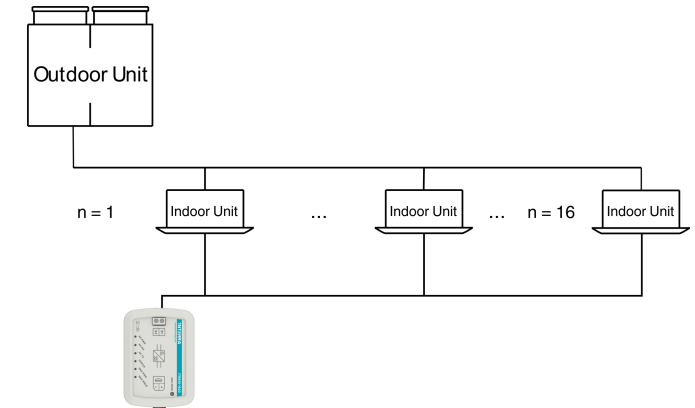 Outdoor Unit
n = 1
Indoor Unit
...
Indoor Unit
...
n = 16
Indoor Unit